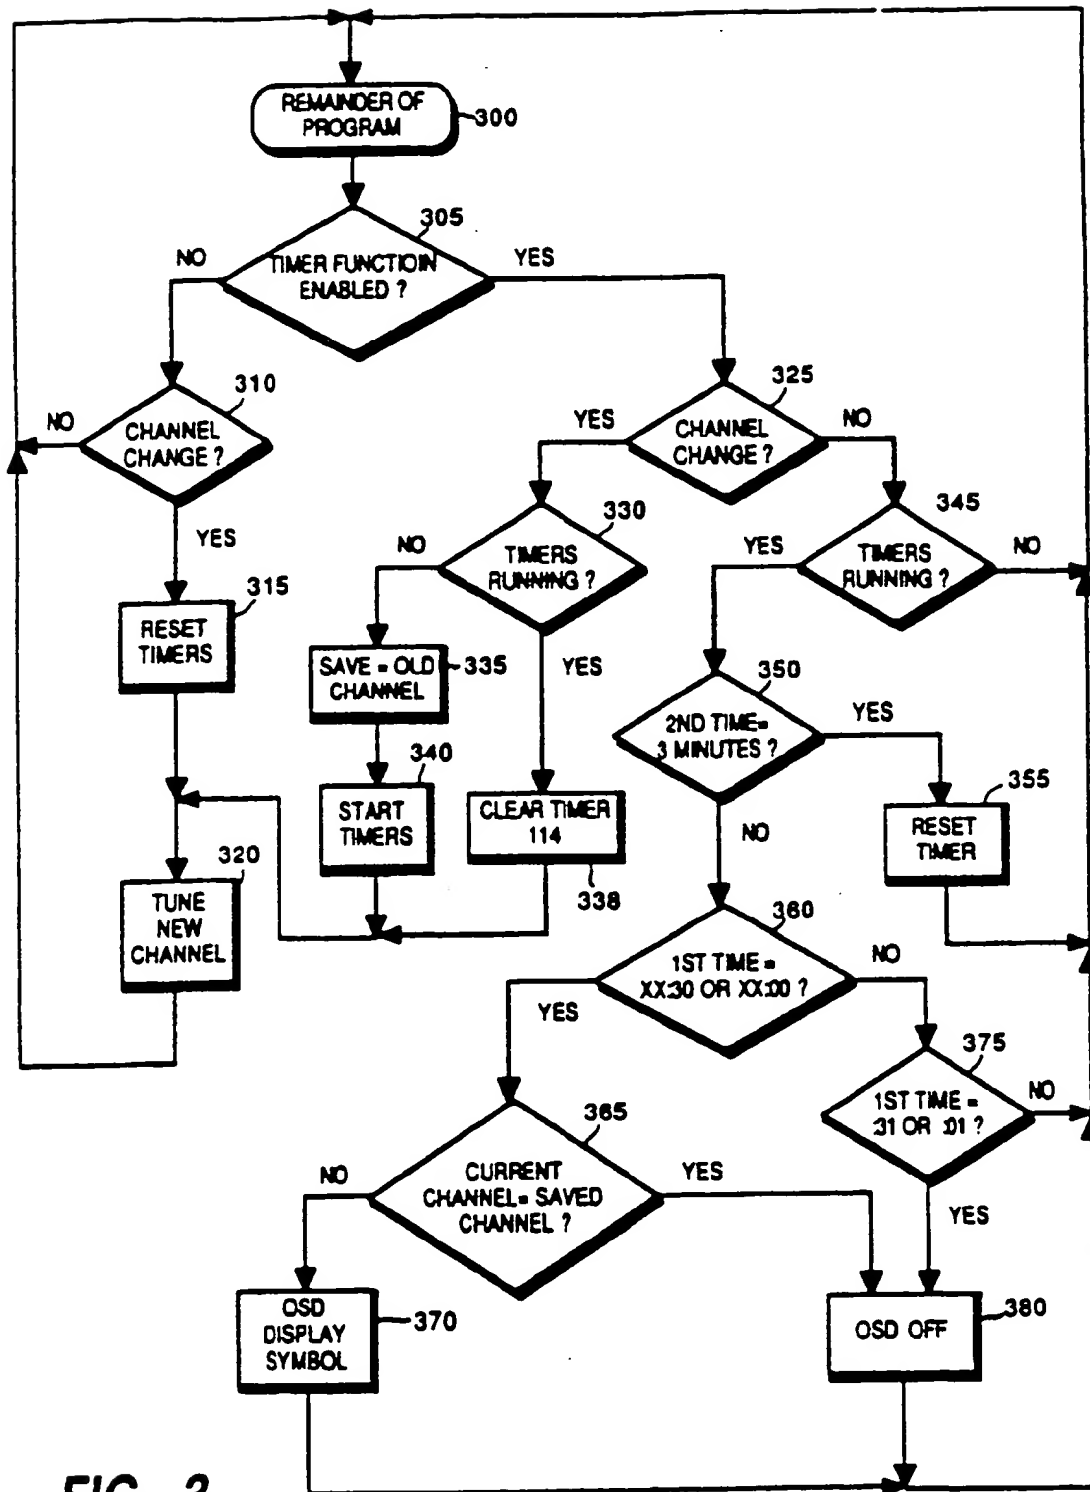 REMAINDER OF
PROGRAM
300
305
NO
TIMER FUNCTIOIN
ENABLED ?
YES
310
NO
CHANNEL
CHANGE ?
YES
325
YES
CHANNEL
CHANGE ?
NO
330
NO
TIMERS
RUNNING ?
YES
345
YES
TIMERS
RUNNING ?
NO
315
RESET
TIMERS
SAVE = OLD
CHANNEL
335
340
START
TIMERS
CLEAR TIMER
114
338
350
2ND TIME=
3 MINUTES ?
YES
NO
355
RESET
TIMER
320
TUNE
NEW
CHANNEL
360
1ST TIME =
XX:30 OR XX:00 ?
NO
YES
375
1ST TIME =
:31 OR :01 ?
NO
YES
365
NO
CURRENT
CHANNEL= SAVED
CHANNEL ?
YES
OSD
DISPLAY
SYMBOL
370
OSD OFF
380
FIG. 3